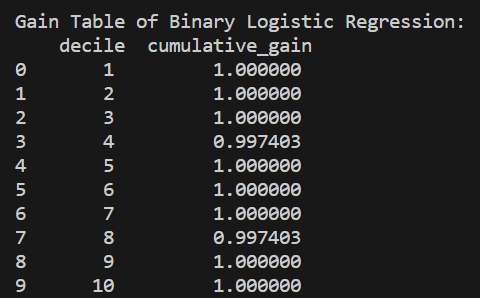 Gain Table of Binary Logistic Regression:
decile cumulative_gain
0 1 1.000000
1 2 1.000000
2 3 1.000000
3 4 0.997403
4 5 1.000000
5 6 1.000000
6 7 1.000000
7 8 0.997403
8 9 1.000000
9 10 1.000000